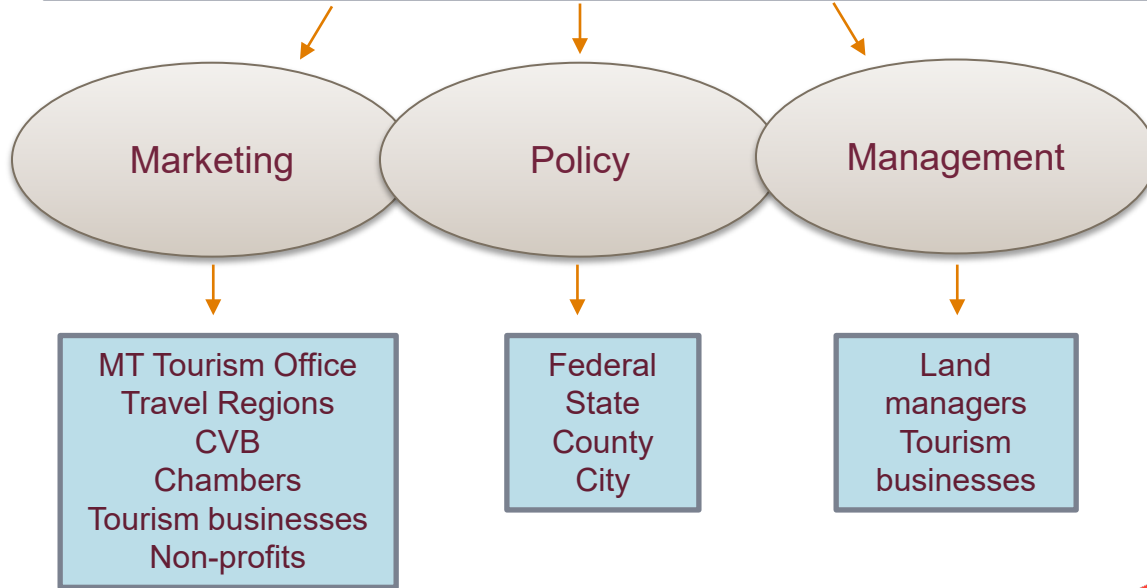 Marketing
Policy
Management
MT Tourism Office
Travel Regions
CVB
Chambers
Tourism businesses
Non-profits
Federal
State
County
City
Land
managers
Tourism
businesses